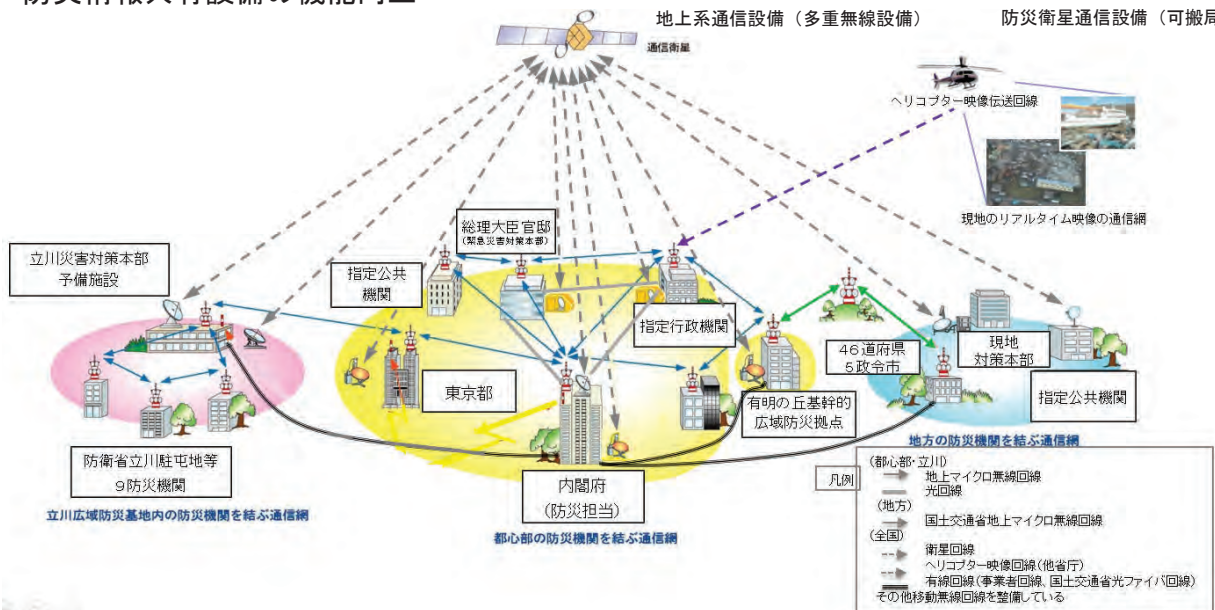 地上系通信設備（多重無線設備）
防災衛星通信設備（可搬局
通信衛星
ヘリコプター映像伝送回線
現地のリアルタイム映像の通信網
総理大臣官邸
(緊急災害対策本部)
立川災害対策本部
予備施設
指定公共
機関
指定行政機関
東京都
46道府県
5政令市
現地
対策本部
有明の丘基幹的
広域防災拠点
指定公共機関
地方の防災機関を結ぶ通信網
防衛省立川駐屯地等
9防災機関
立川広域防災基地内の防災機関を結ぶ通信網
内閣府
(防災担当)
都心部の防災機関を結ぶ通信網
凡例
(都心部・立川)
地上マイクロ無線回線
光回線
(地方)
国土交通省地上マイクロ無線回線
(全国)
衛星回線
ヘリコプター映像回線(他省庁)
有線回線(事業者回線、国土交通省光ファイバ回線)
その他移動無線回線を整備している